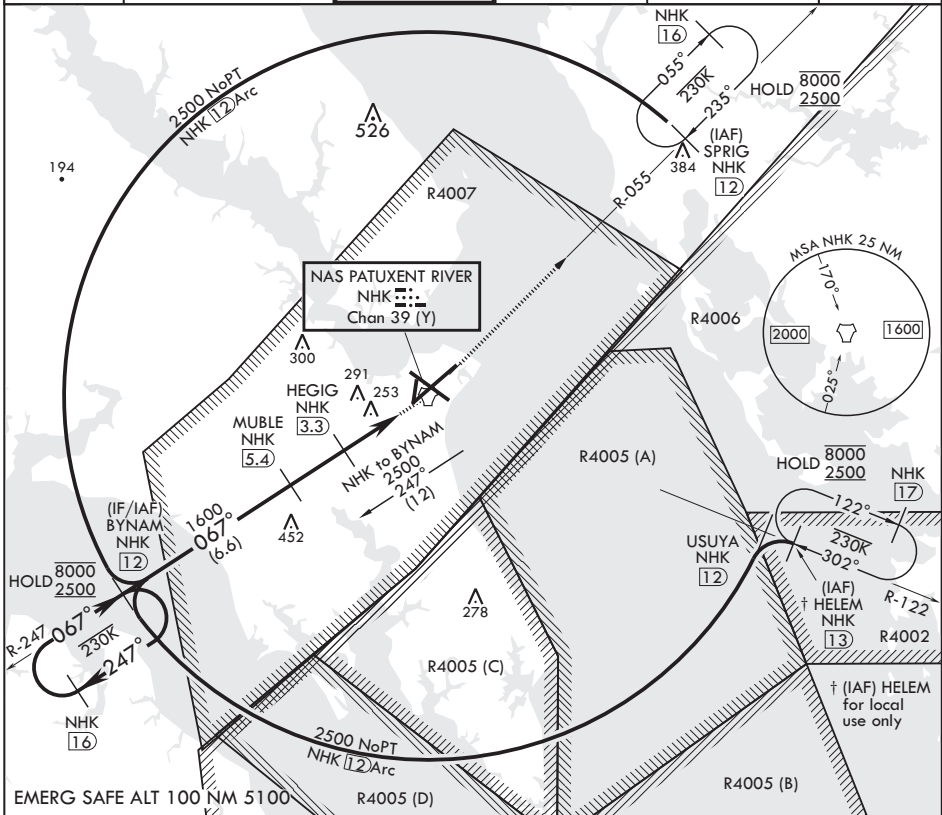 NHK
16
055°
230K
235°
HOLD 8000
2500
(IAF)
SPRIG
NHK
12
384
R-055
2500 NoPT
NHK 12 Arc
526
194
R4007
NAS PATUXENT RIVER
NHK
Chan 39 (Y)
R4006
MSA NHK 25 NM
170°
2000
1600
025°
300
291
253
HEGIG
NHK
3.3
MUBLE
NHK
5.4
NHK to BYNAM
2500
247°
(12)
R4005 (A)
HOLD 8000
2500
NHK
17
122°
230K
302°
R-122
(IF/IAF)
BYNAM
NHK
12
1600
067°
(6.6)
452
USUYA
NHK
12
(IAF)
† HELEM
NHK
13
R4002
HOLD 8000
2500
R-247
067°
230K
247°
NHK
16
278
R4005 (C)
† (IAF) HELEM
for local
use only
2500 NoPT
NHK 12 Arc
R4005 (B)
R4005 (D)
EMERG SAFE ALT 100 NM 5100